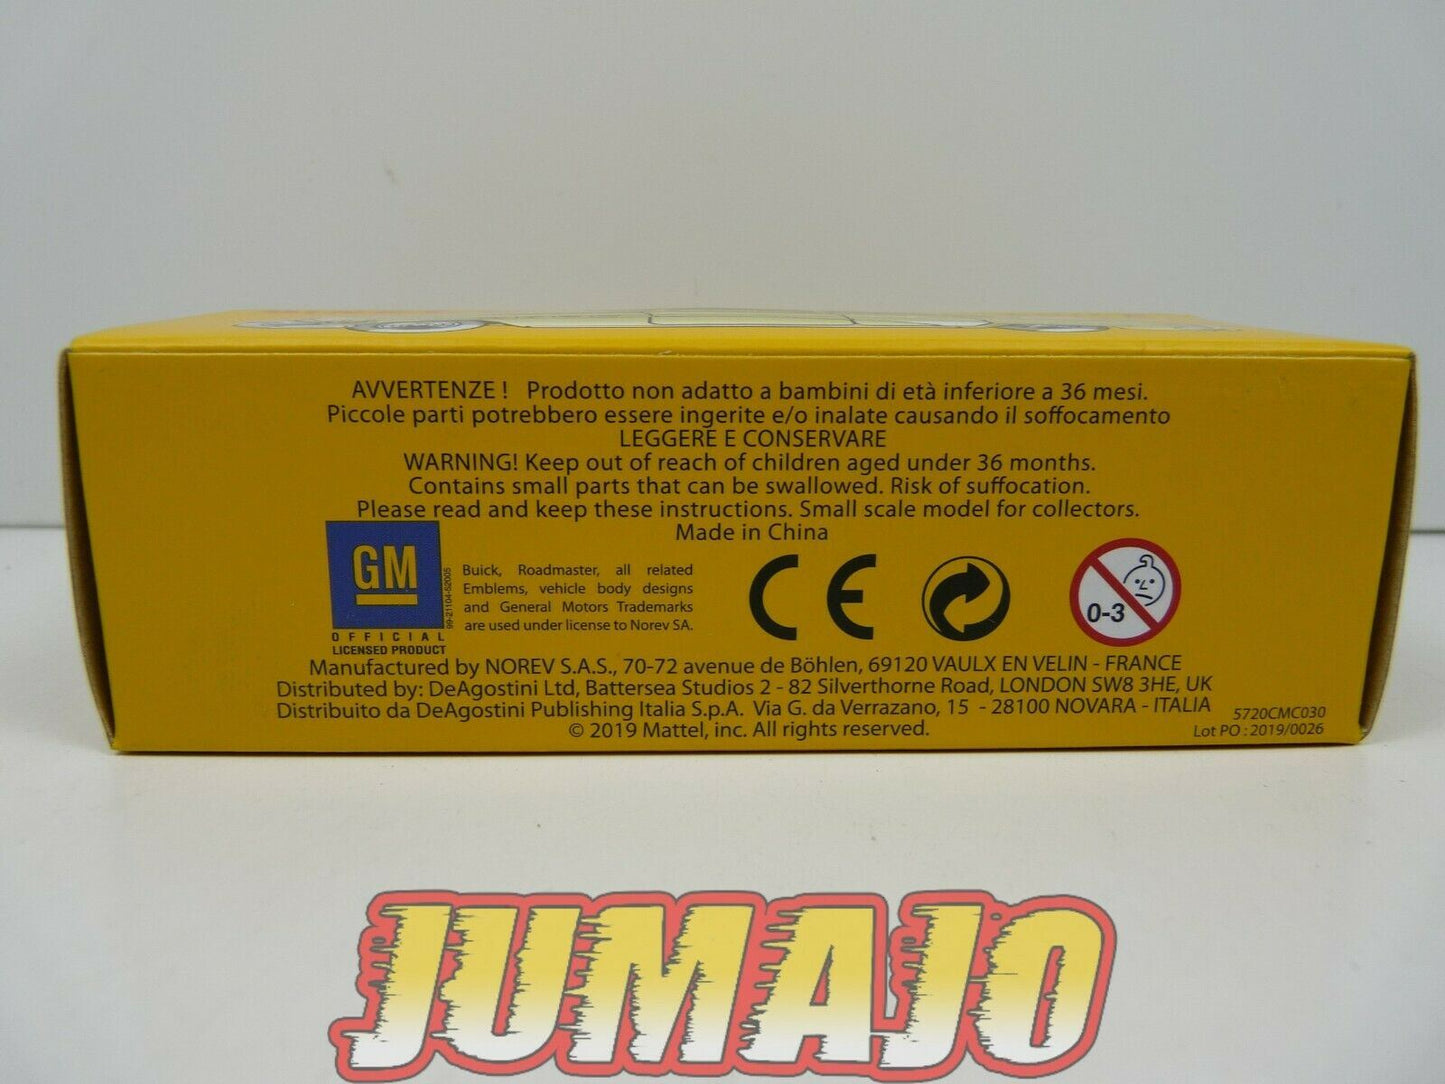 AVVERTENZE ! Prodotto non adatto a bambini di età inferiore a 36 mesi.
Piccole parti potrebbero essere ingerite e/o inalate causando il soffocamento
LEGGERE E CONSERVARE
WARNING! Keep out of reach of children aged under 36 months.
Contains small parts that can be swallowed. Risk of suffocation.
Please read and keep these instructions. Small scale model for collectors.
Made in China
GM
OFFICIAL
LICENSED PRODUCT
99-21104-S2005
Buick, Roadmaster, all related
Emblems, vehicle body designs
and General Motors Trademarks
are used under license to Norev SA.
CE
0-3
Manufactured by NOREV S.A.S., 70-72 avenue de Böhlen, 69120 VAULX EN VELIN - FRANCE
Distributed by: DeAgostini Ltd, Battersea Studios 2 - 82 Silverthorne Road, LONDON SW8 3HE, UK
Distribuito da DeAgostini Publishing Italia S.p.A. Via G. da Verrazano, 15 - 28100 NOVARA - ITALIA
© 2019 Mattel, inc. All rights reserved.
5720CMC030
Lot PO : 2019/0026
JUMAJO